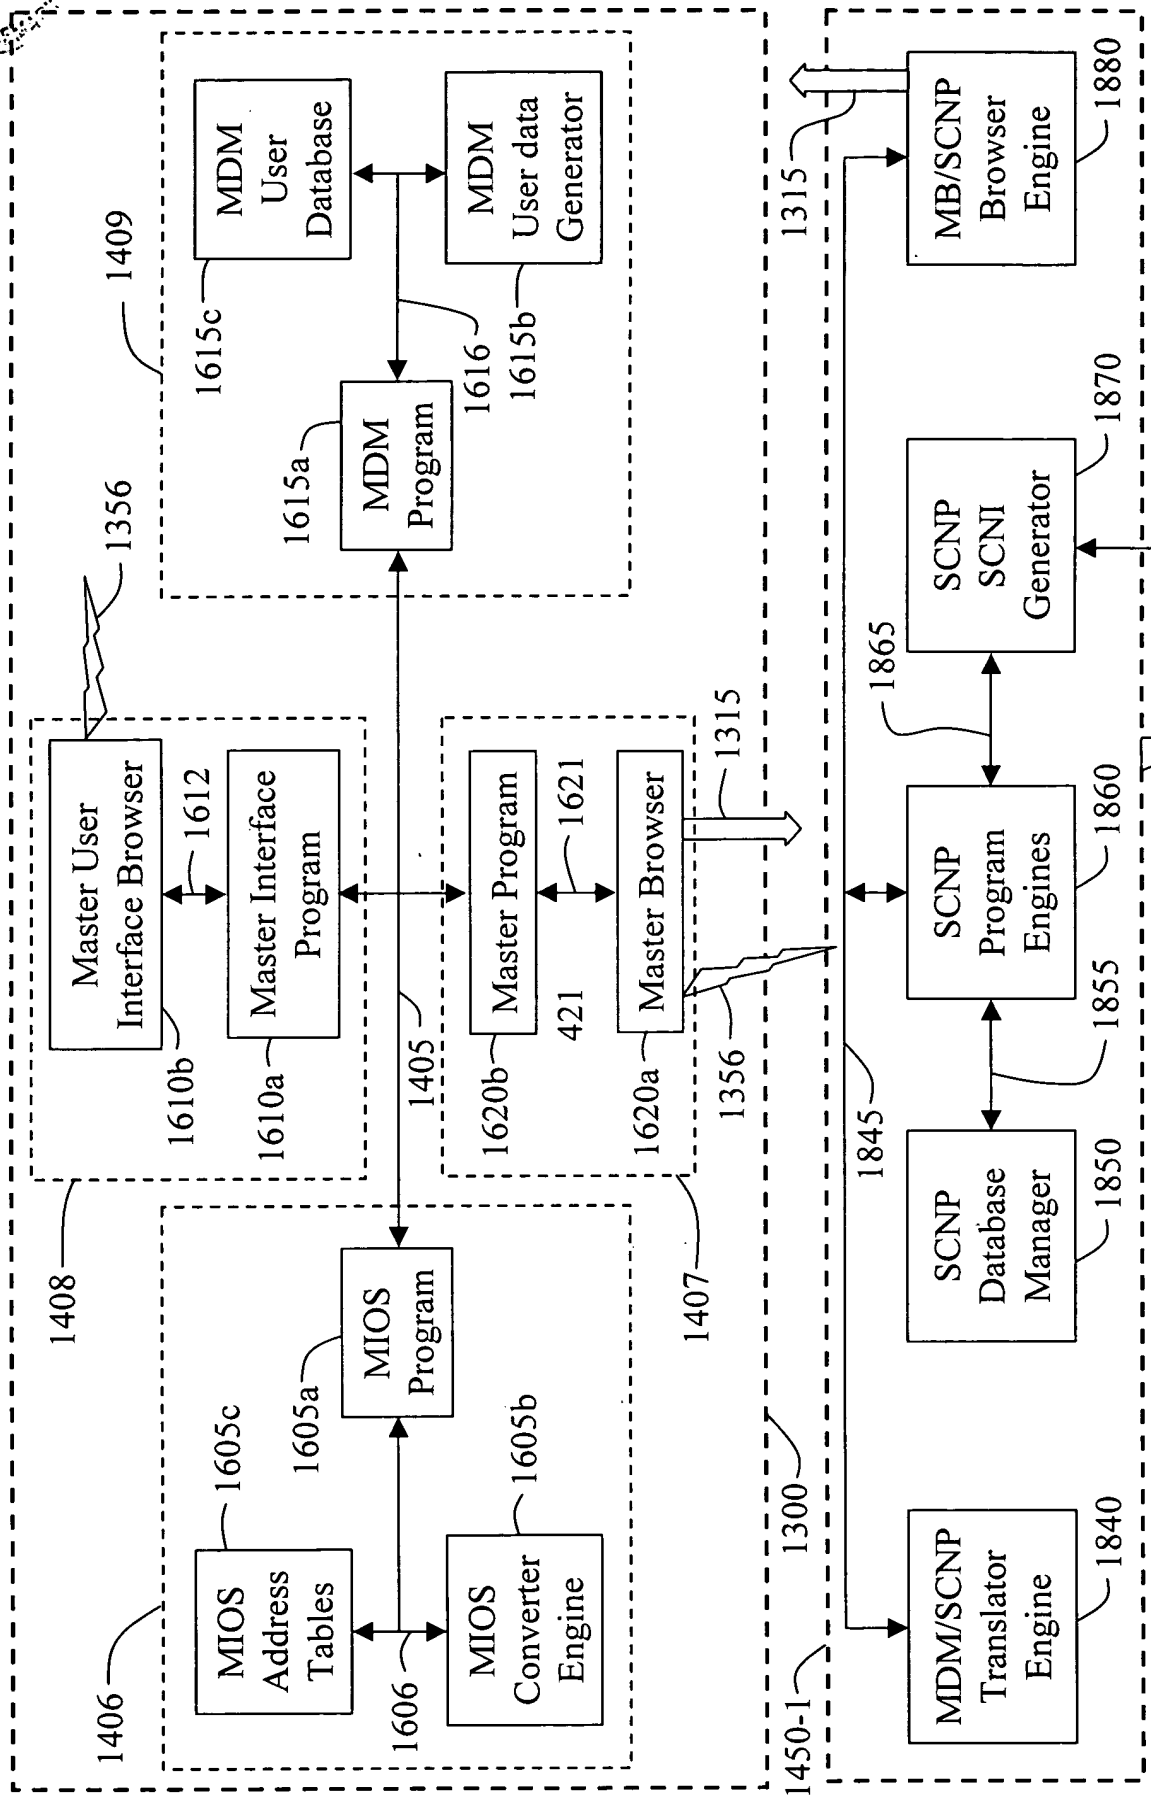 1406
1408
1409
MIOS
Address
Tables
1605c
MIOS
Converter
Engine
1605b
1606
MIOS
Program
1605a
Master User
Interface Browser
1610b
1612
Master Interface
Program
1610a
1356
1405
Master Program
1620b
421
1621
Master Browser
1620a
1356
1315
1407
MDM
Program
1615a
1616
MDM
User
Database
1615c
MDM
User data
Generator
1615b
1300
1450-1
1845
1315
MDM/SCNP
Translator
Engine
1840
SCNP
Database
Manager
1850
1855
SCNP
Program
Engines
1860
1865
SCNP
SCNI
Generator
1870
MB/SCNP
Browser
Engine
1880